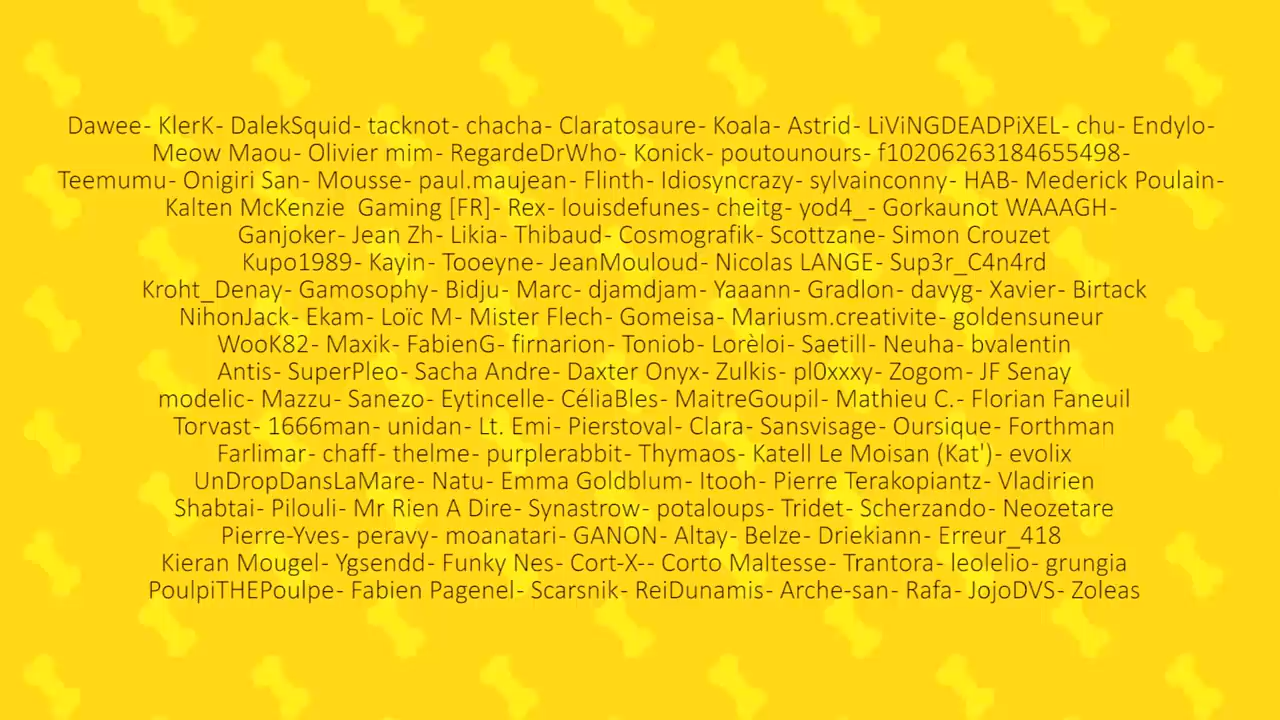 Dawee- KlerK- DalekSquid- tacknot- chacha- Claratosaure- Koala- Astrid- LiViNGDEADPiXEL- chu- Endylo-
Meow Maou- Olivier mim- RegardeDrWho- Konick- poutounours- f10206263184655498-
Teemumu- Onigiri San- Mousse- paul.maujean- Flinth- Idiosyncrazy- sylvainconny- HAB- Mederick Poulain-
Kalten McKenzie  Gaming [FR]- Rex- louisdefunes- cheitg- yod4_- Gorkaunot WAAAGH-
Ganjoker- Jean Zh- Likia- Thibaud- Cosmografik- Scottzane- Simon Crouzet
Kupo1989- Kayin- Tooeyne- JeanMouloud- Nicolas LANGE- Sup3r_C4n4rd
Kroht_Denay- Gamosophy- Bidju- Marc- djamdjam- Yaaann- Gradlon- davyg- Xavier- Birtack
NihonJack- Ekam- Loïc M- Mister Flech- Gomeisa- Mariusm.creativite- goldensuneur
WooK82- Maxik- FabienG- firnarion- Toniob- Lorèloi- Saetill- Neuha- bvalentin
Antis- SuperPleo- Sacha Andre- Daxter Onyx- Zulkis- pl0xxxy- Zogom- JF Senay
modelic- Mazzu- Sanezo- Eytincelle- CéliaBles- MaitreGoupil- Mathieu C.- Florian Faneuil
Torvast- 1666man- unidan- Lt. Emi- Pierstoval- Clara- Sansvisage- Oursique- Forthman
Farlimar- chaff- thelme- purplerabbit- Thymaos- Katell Le Moisan (Kat')- evolix
UnDropDansLaMare- Natu- Emma Goldblum- Itooh- Pierre Terakopiantz- Vladirien
Shabtai- Pilouli- Mr Rien A Dire- Synastrow- potaloups- Tridet- Scherzando- Neozetare
Pierre-Yves- peravy- moanatari- GANON- Altay- Belze- Driekiann- Erreur_418
Kieran Mougel- Ygsendd- Funky Nes- Cort-X-- Corto Maltesse- Trantora- leolelio- grungia
PoulpiTHEPoulpe- Fabien Pagenel- Scarsnik- ReiDunamis- Arche-san- Rafa- JojoDVS- Zoleas